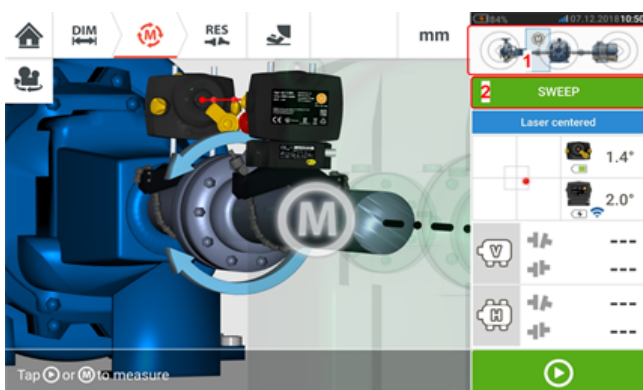 DIM
M
RES
mm
84%
07.12.2018 10:50
M
1
2
SWEEP
Laser centered
1.4°
2.0°
M
V
---
---
H
---
---
Tap or M to measure